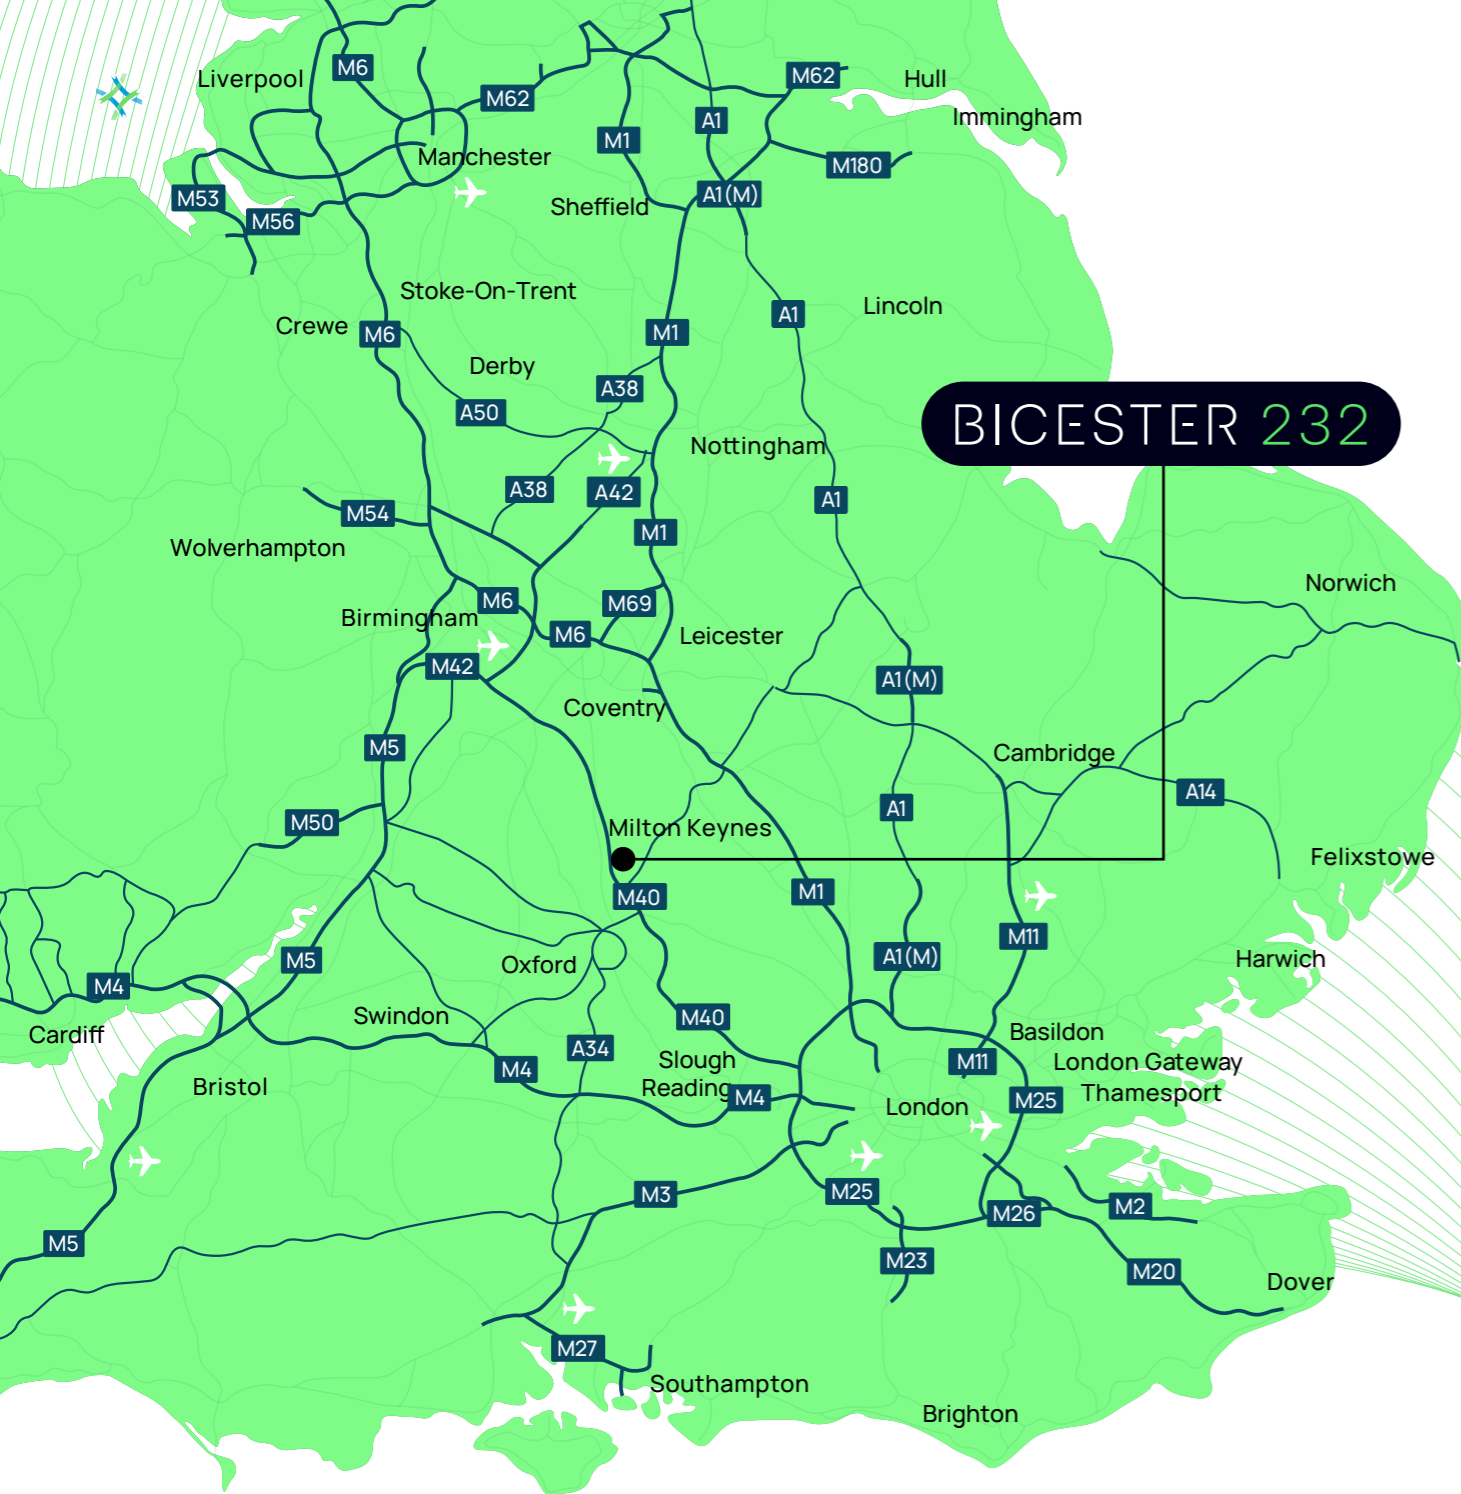 Liverpool
M6
M62
M62
Hull
A1
Immingham
M1
Manchester
M180
M53
A1(M)
Sheffield
M56
Stoke-On-Trent
Lincoln
A1
Crewe
M6
M1
Derby
A38
A50
BICESTER 232
Nottingham
A38
A42
A1
M54
M1
Wolverhampton
Norwich
M6
M69
Birmingham
M6
Leicester
M42
A1(M)
Coventry
M5
Cambridge
A14
A1
M50
Milton Keynes
Felixstowe
M40
M1
M11
M5
Oxford
A1(M)
Harwich
M4
Swindon
M40
Cardiff
Basildon
A34
Slough
M11
London Gateway
M4
Bristol
Reading
M4
Thamesport
London
M25
M3
M25
M26
M2
M5
M23
M20
Dover
M27
Southampton
Brighton